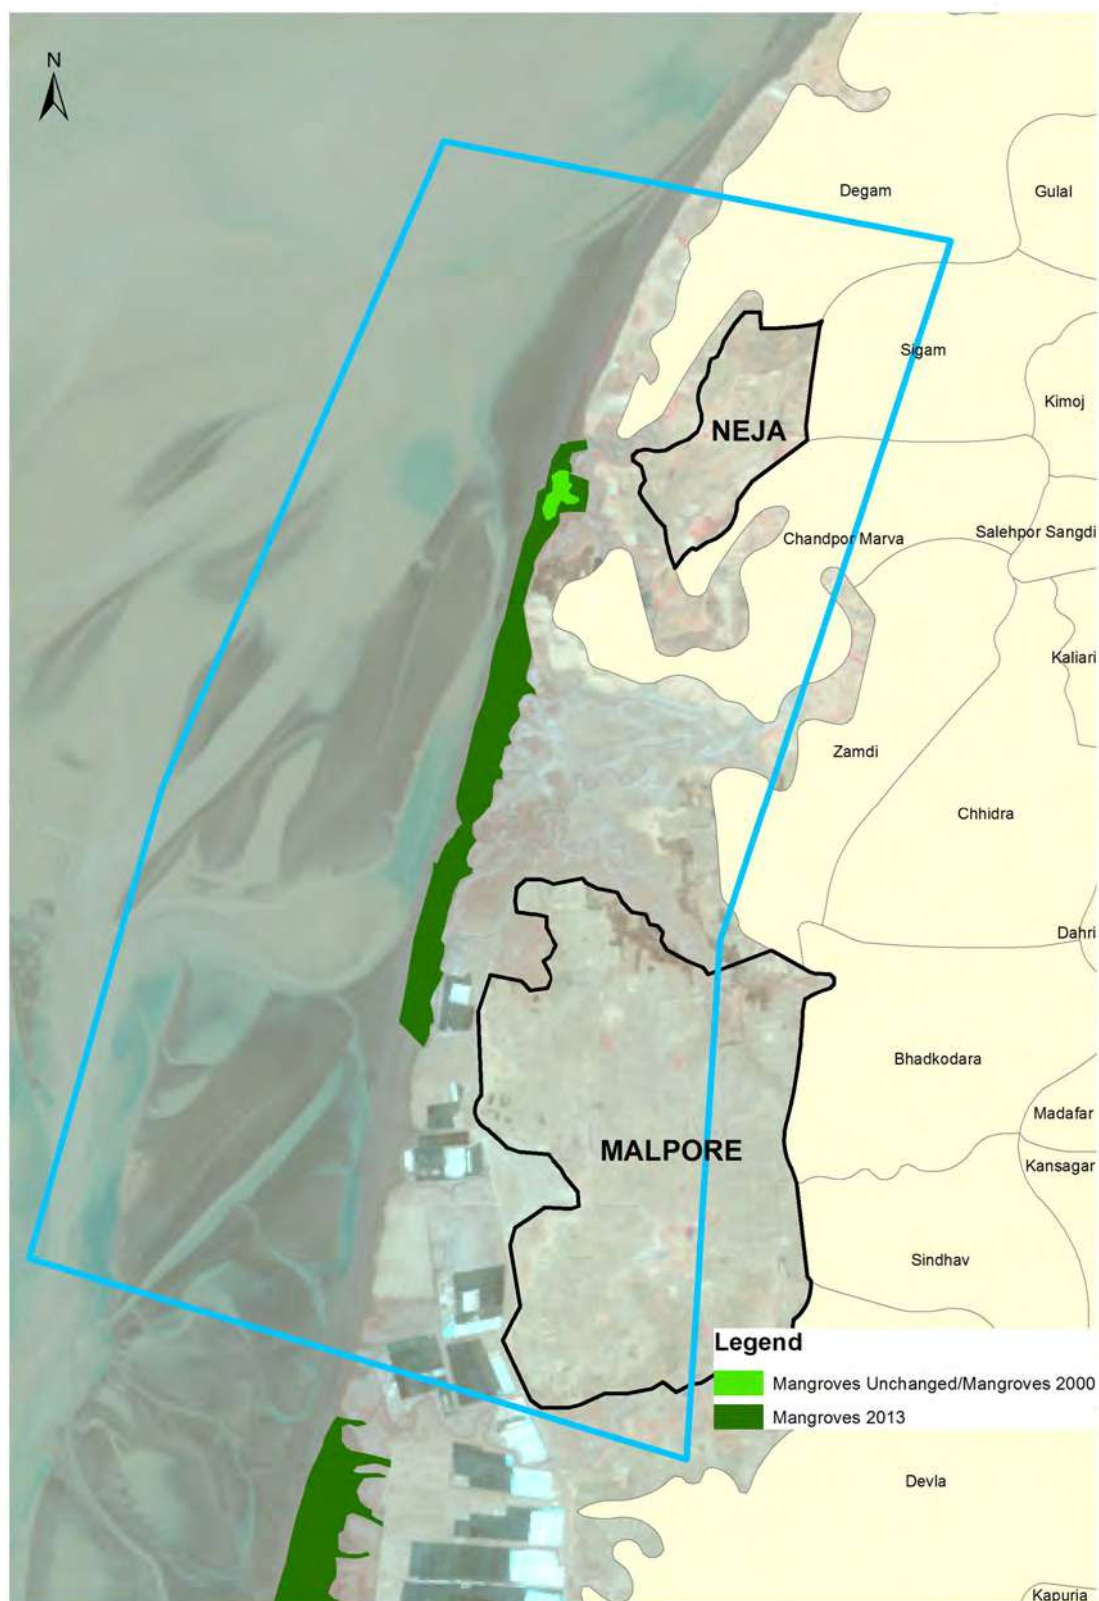 N
Degam
Gulal
Sigam
Kimoj
NEJA
Chandpor Marva
Salehpor Sangdi
Kaliari
Zamdi
Chhidra
Dahri
Bhadkodara
Madafar
MALPORE
Kansagar
Sindhav
Legend
Mangroves Unchanged/Mangroves 2000
Mangroves 2013
Devla
Kapuria